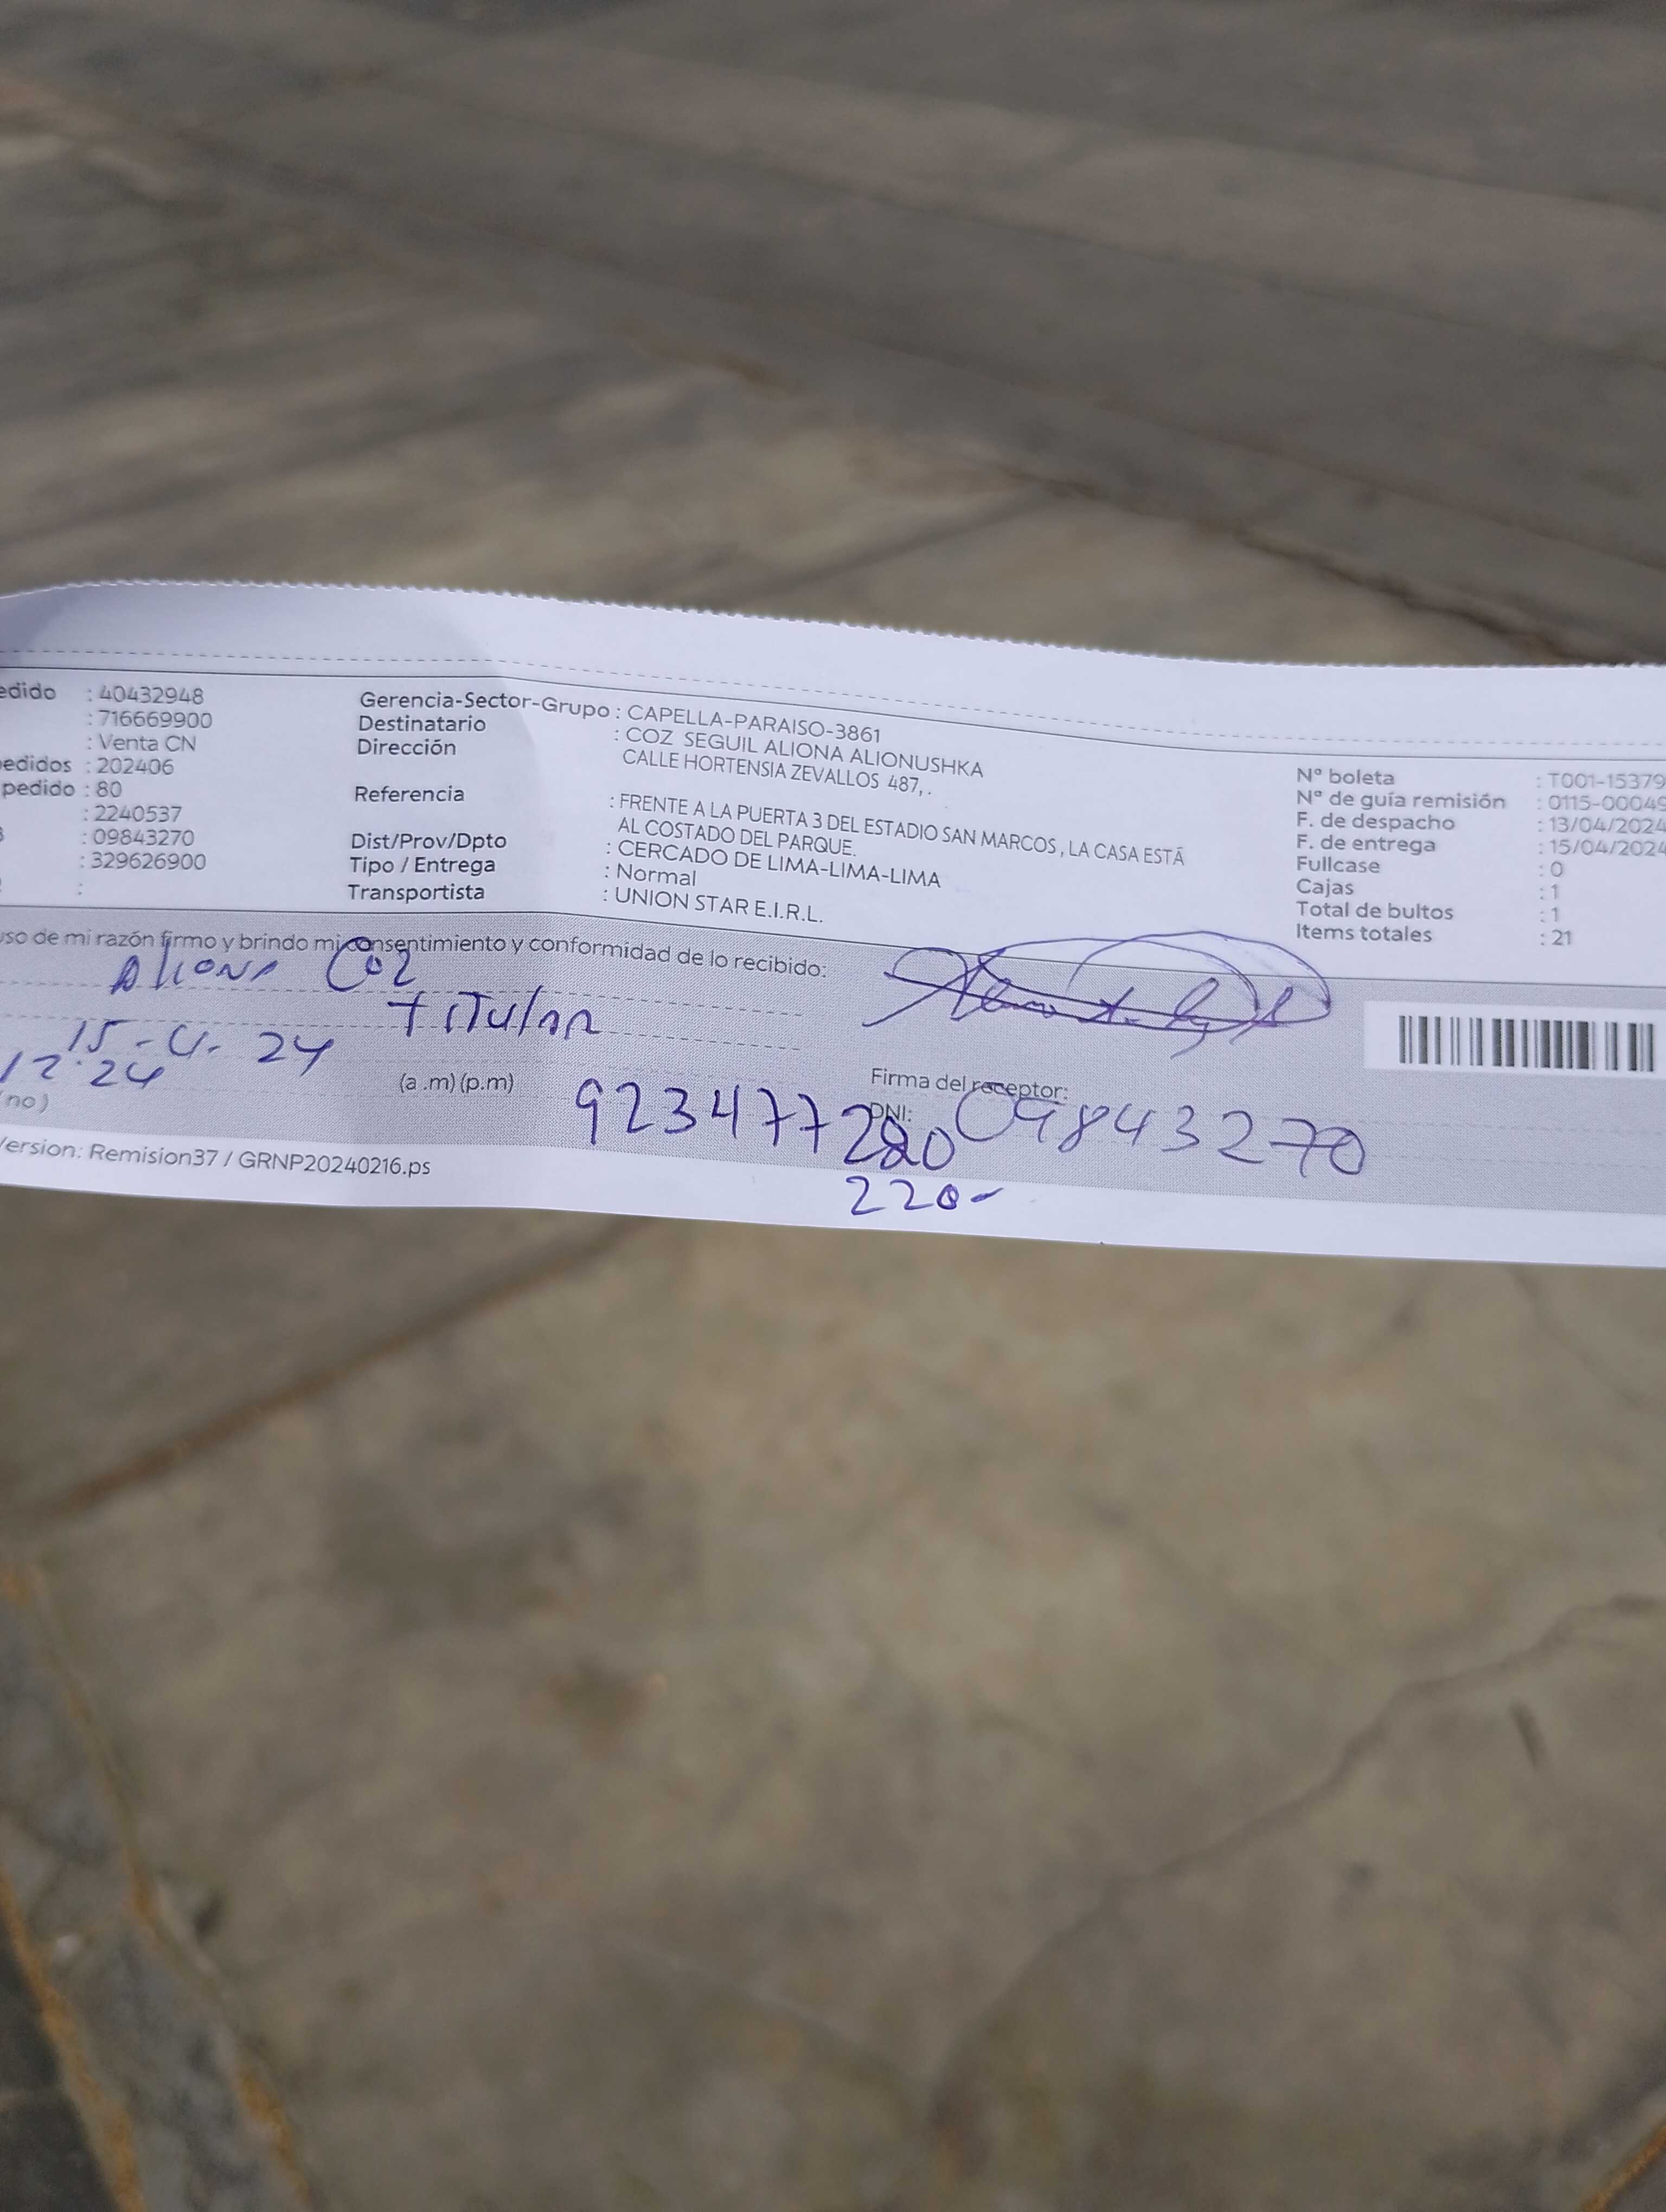 edido : 40432948
: 716669900
: Venta CN
pedidos : 202406
pedido : 80
: 2240537
: 09843270
: 329626900
:
Gerencia-Sector-Grupo : CAPELLA-PARAISO-3861
Destinatario : COZ SEGUIL ALIONA ALIONUSHKA
Dirección CALLE HORTENSIA ZEVALLOS 487, .
Referencia : FRENTE A LA PUERTA 3 DEL ESTADIO SAN MARCOS , LA CASA ESTÁ
AL COSTADO DEL PARQUE.
Dist/Prov/Dpto : CERCADO DE LIMA-LIMA-LIMA
Tipo / Entrega : Normal
Transportista : UNION STAR E.I.R.L.
Nº boleta : T001-15379
Nº de guía remisión : 0115-00049
F. de despacho : 13/04/2024
F. de entrega : 15/04/2024
Fullcase : 0
Cajas : 1
Total de bultos : 1
Items totales : 21
uso de mi razón firmo y brindo mi consentimiento y conformidad de lo recibido:
Aliona Coz
Titular
15-4-24
12:24
(a .m) (p.m)
no)
Firma del receptor:
DNI: 09843270
923477220
220-
Version: Remision37 / GRNP20240216.ps